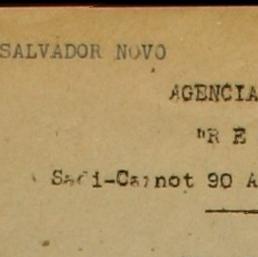 SALVADOR NOVO
AGENCIA
"R E
Sadi-Carnot 90 A